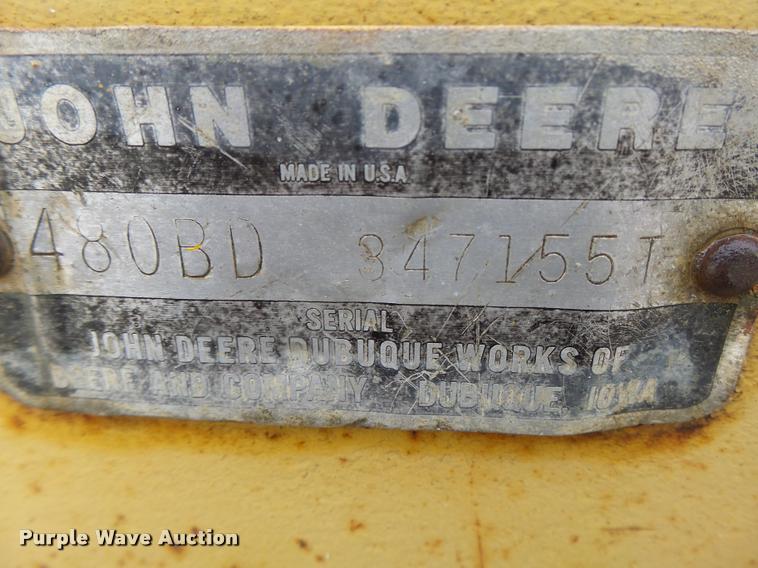 JOHN DEERE
MADE IN U.S.A.
480BD 347155T
SERIAL
JOHN DEERE DUBUQUE WORKS OF
DEERE AND COMPANY DUBUQUE, IOWA
Purple Wave Auction